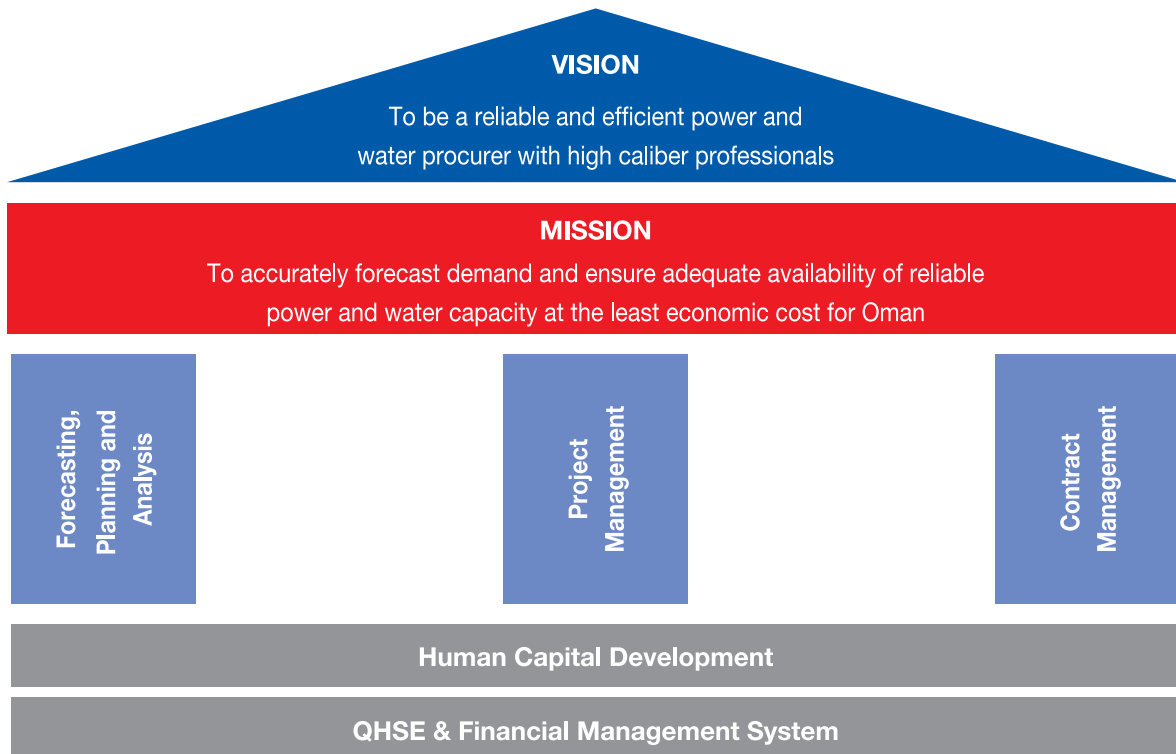 VISION
To be a reliable and efficient power and
water procurer with high caliber professionals
MISSION
To accurately forecast demand and ensure adequate availability of reliable
power and water capacity at the least economic cost for Oman
Forecasting,
Planning and
Analysis
Project
Management
Contract
Management
Human Capital Development
QHSE & Financial Management System